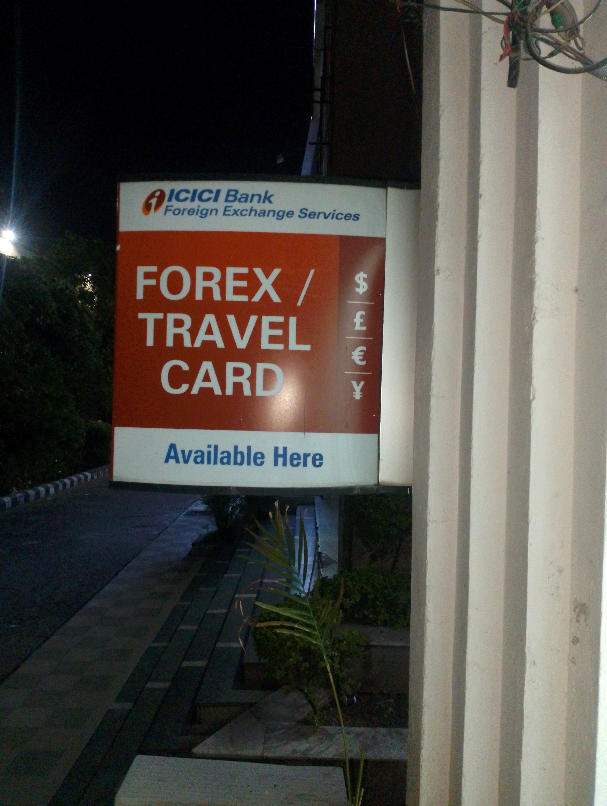 ICICI Bank
Foreign Exchange Services
FOREX /
TRAVEL
CARD
$
£
€
¥
Available Here